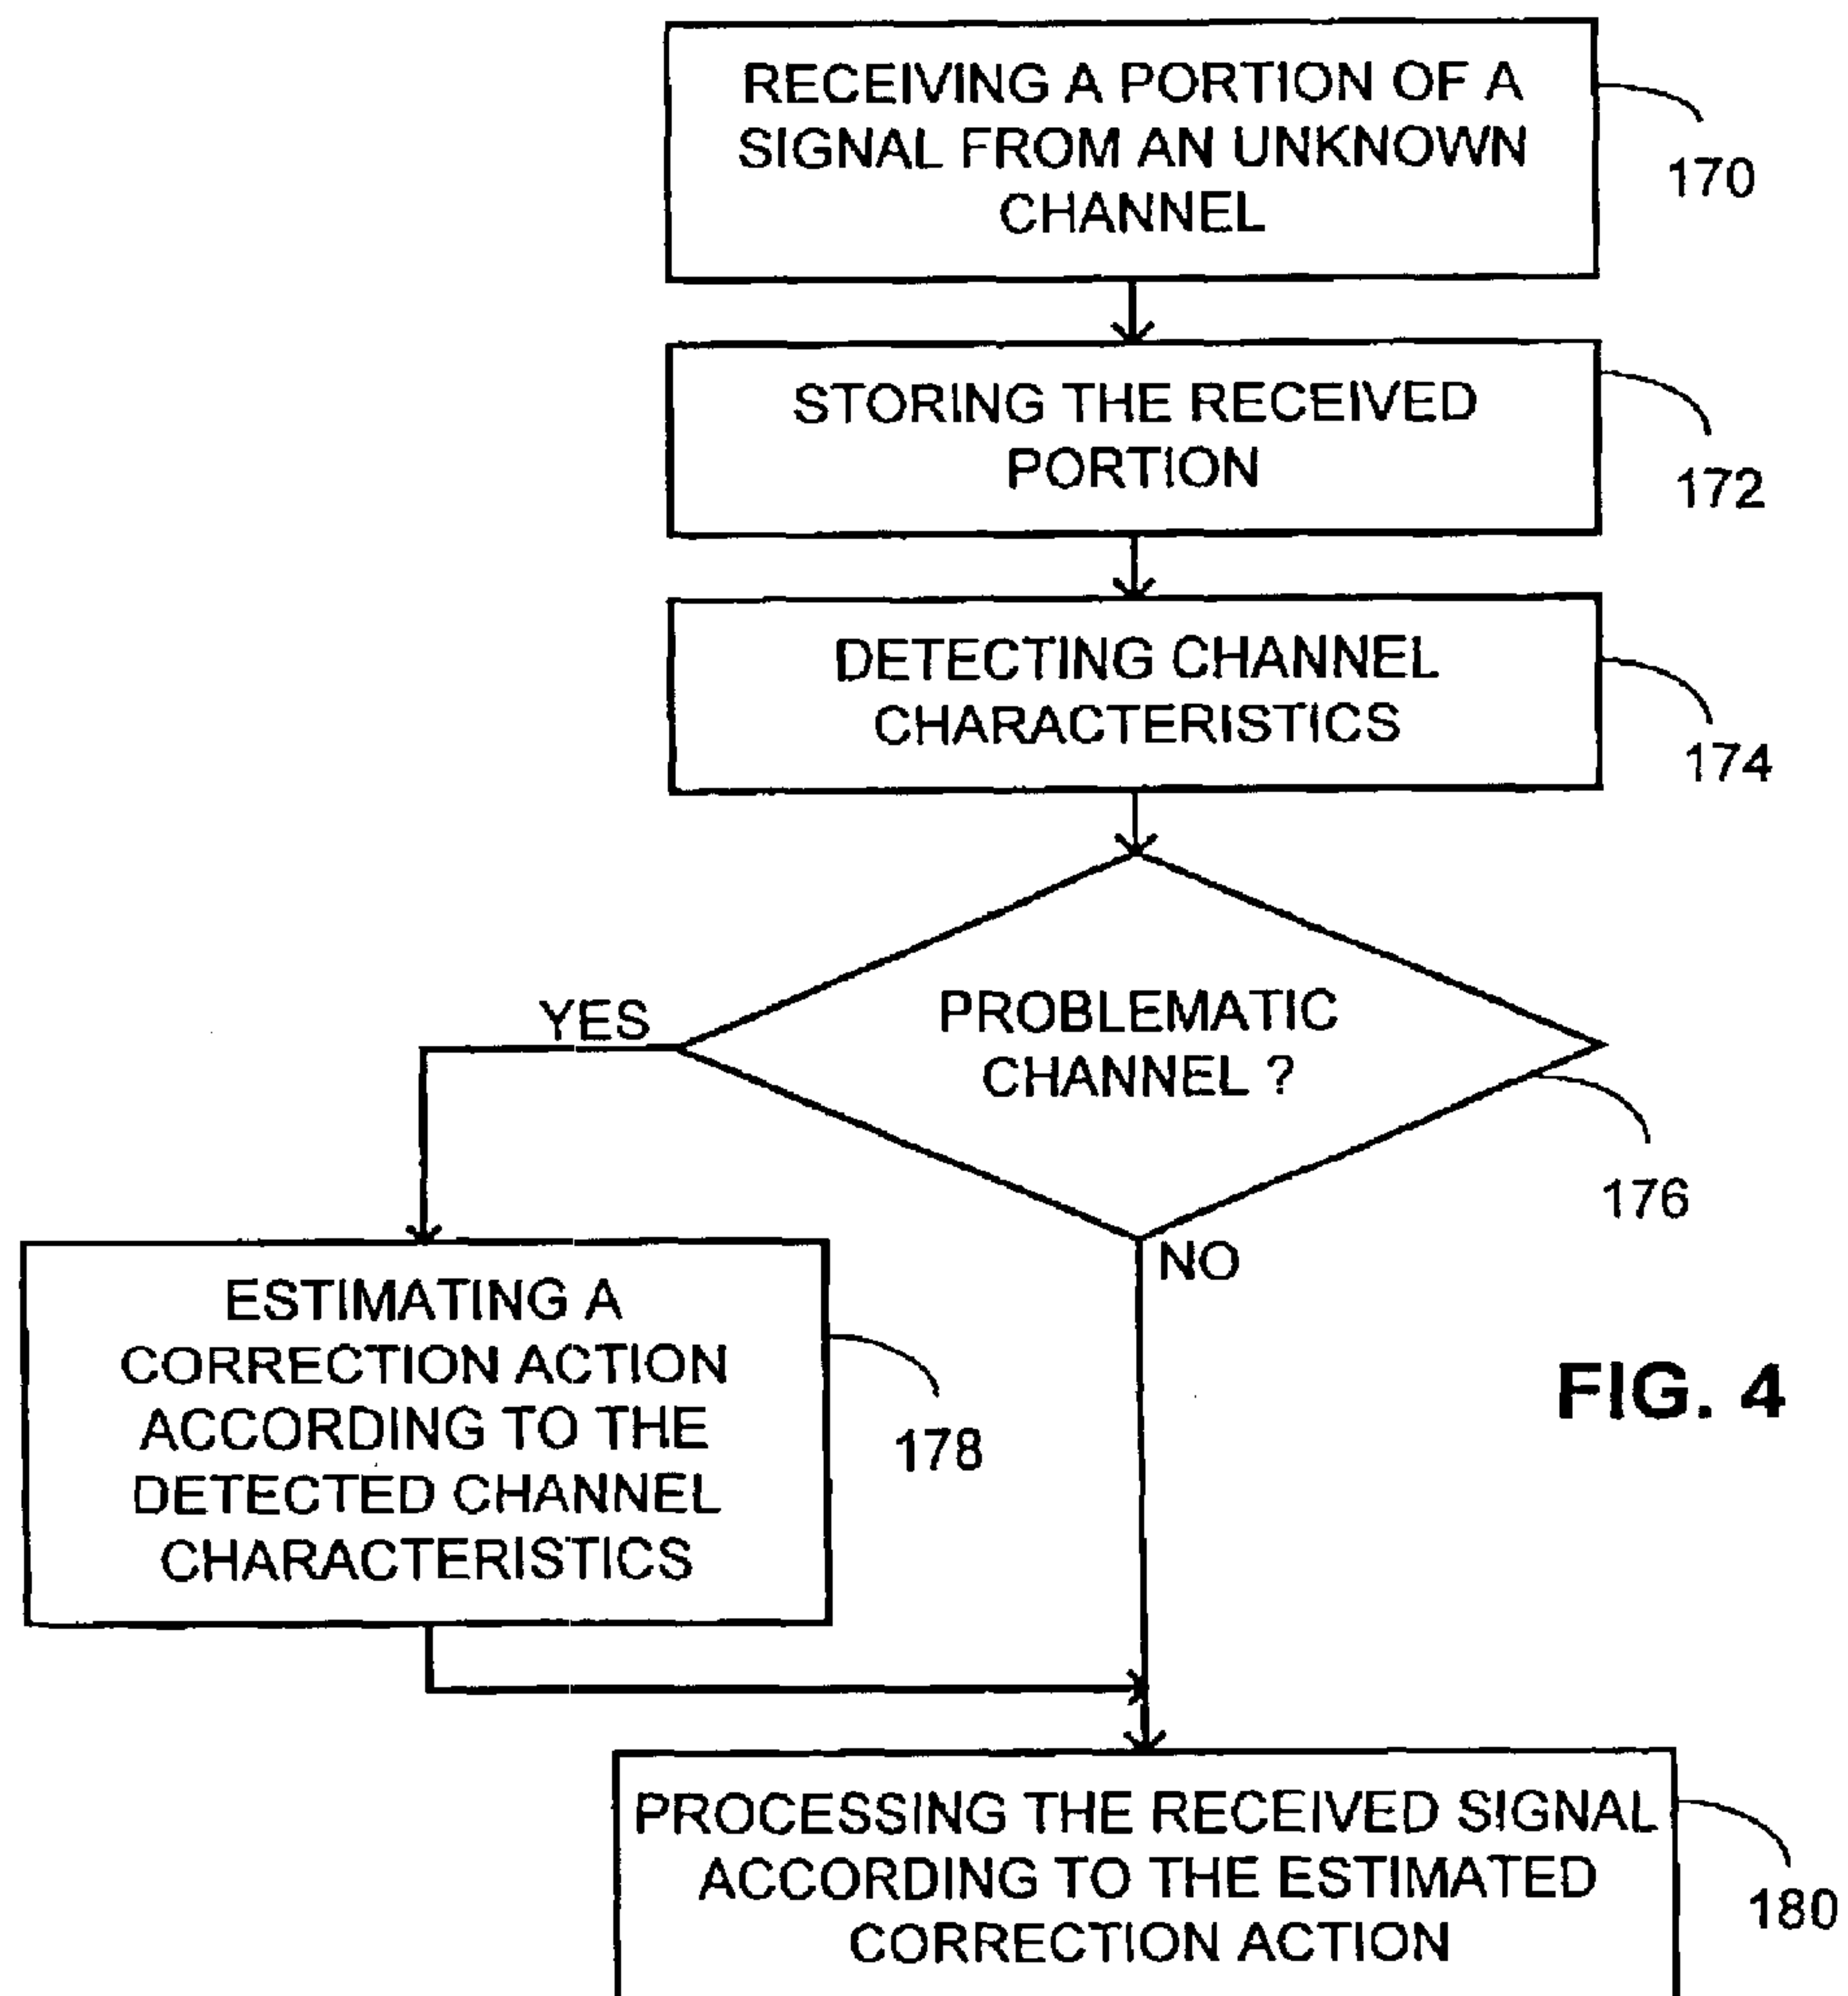 RECEIVING A PORTION OF A
SIGNAL FROM AN UNKNOWN
CHANNEL
170
STORING THE RECEIVED
PORTION
172
DETECTING CHANNEL
CHARACTERISTICS
174
YES
PROBLEMATIC
CHANNEL ?
176
NO
ESTIMATING A
CORRECTION ACTION
ACCORDING TO THE
DETECTED CHANNEL
CHARACTERISTICS
178
FIG. 4
PROCESSING THE RECEIVED SIGNAL
ACCORDING TO THE ESTIMATED
CORRECTION ACTION
180